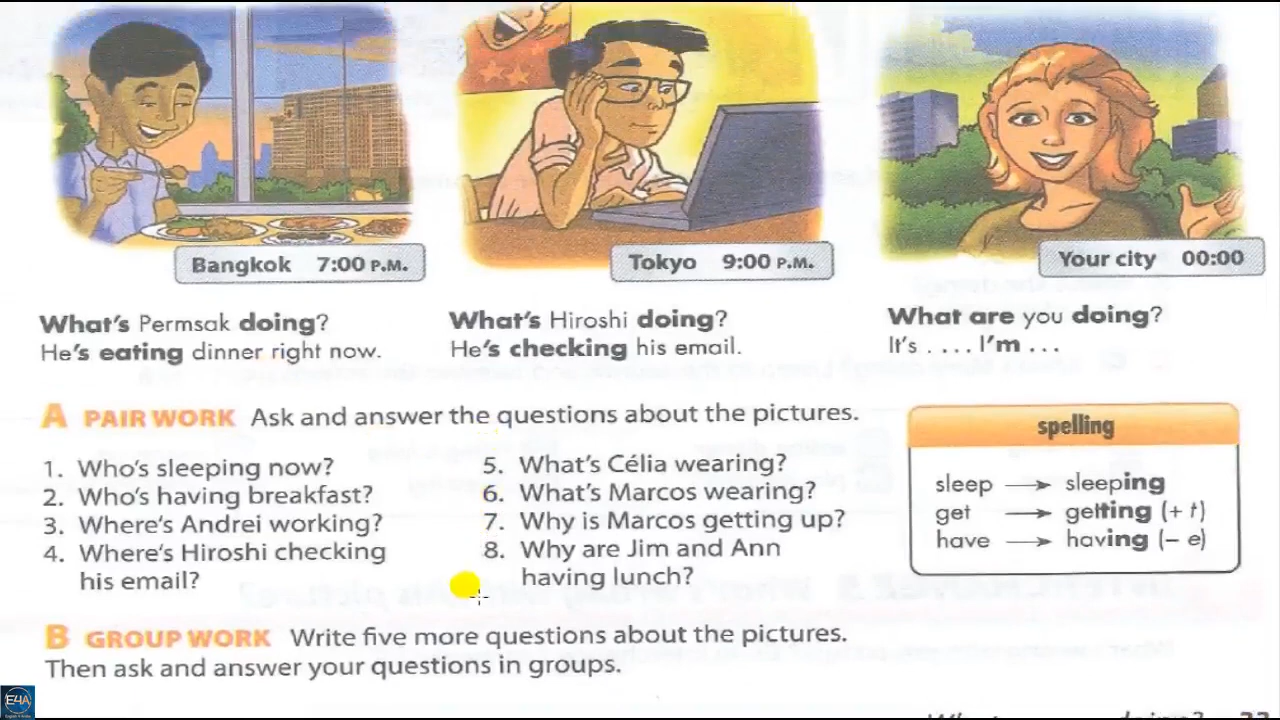 Bangkok 7:00 P.M.
Tokyo 9:00 P.M.
Your city 00:00
What's Permsak doing?
He's eating dinner right now.
What's Hiroshi doing?
He's checking his email.
What are you doing?
It's . . . . I'm . . .
A PAIR WORK Ask and answer the questions about the pictures.
1. Who's sleeping now?
2. Who's having breakfast?
3. Where's Andrei working?
4. Where's Hiroshi checking
his email?
5. What's Célia wearing?
6. What's Marcos wearing?
7. Why is Marcos getting up?
8. Why are Jim and Ann
having lunch?
spelling
sleep → sleeping
get → getting (+ t)
have → having (– e)
B GROUP WORK Write five more questions about the pictures.
Then ask and answer your questions in groups.
E4A